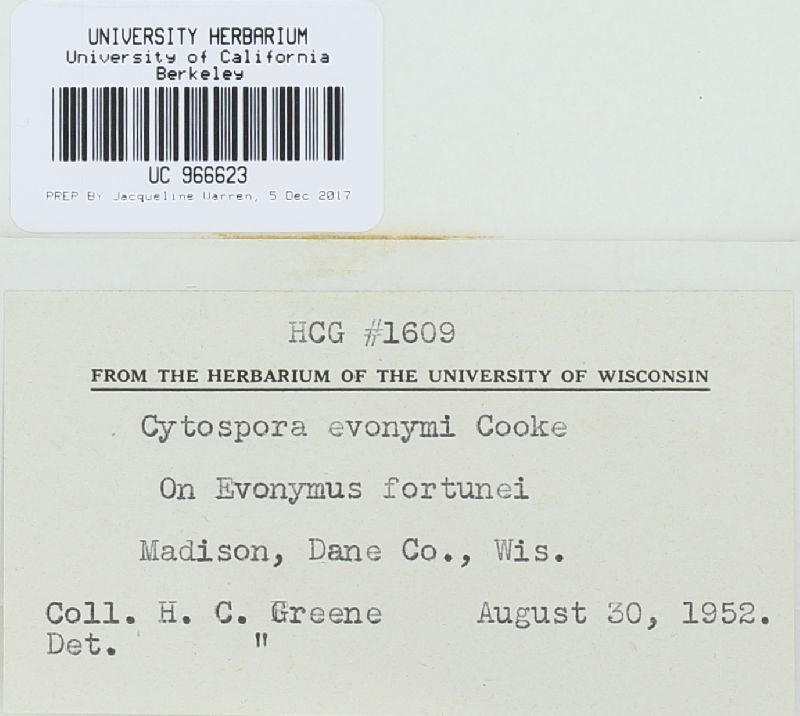 UNIVERSITY HERBARIUM
University of California
Berkeley
UC 966623
PREP BY Jacqueline Warren, 5 Dec 2017
HCG #1609
FROM THE HERBARIUM OF THE UNIVERSITY OF WISCONSIN
Cytospora evonymi Cooke
On Evonymus fortunei
Madison, Dane Co., Wis.
Coll. H. C. Greene August 30, 1952.
Det. "